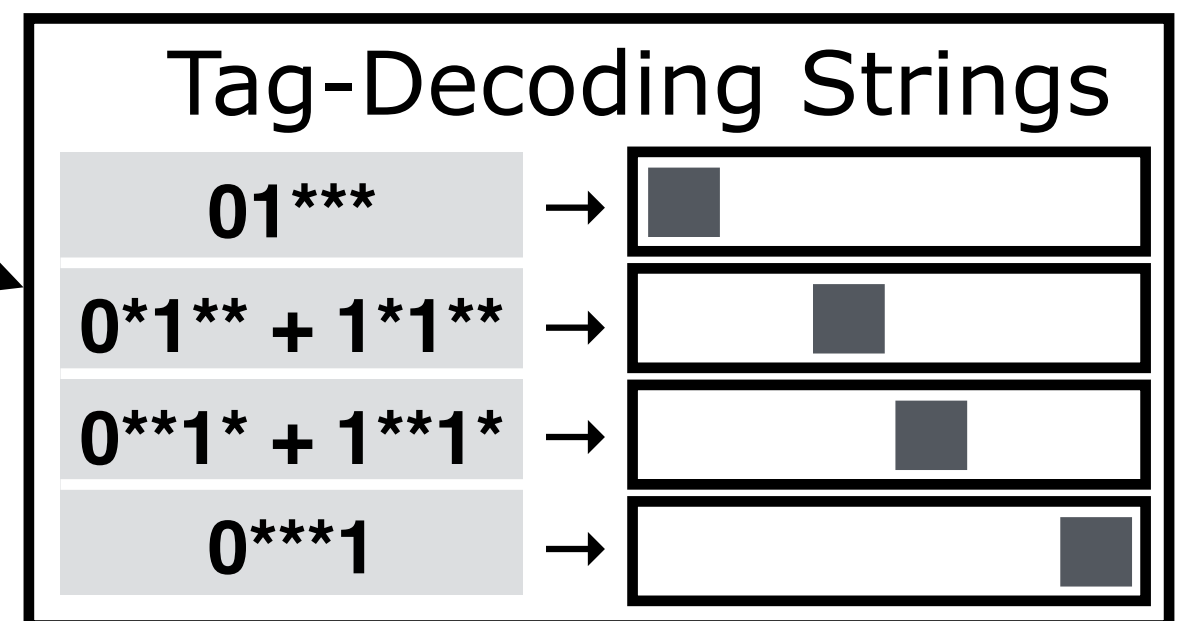 Tag-Decoding Strings
01*** →
0*1** + 1*1** →
0**1* + 1**1* →
0***1 →